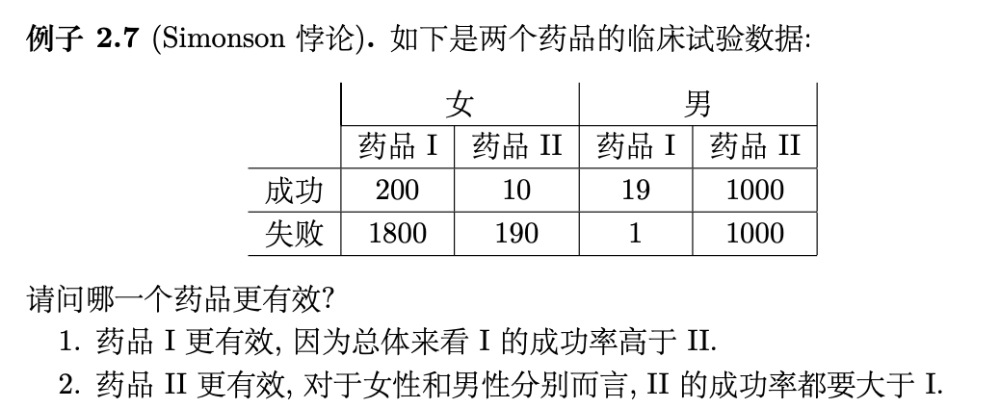 例子 2.7 (Simonson 悖论). 如下是两个药品的临床试验数据:
女 男
药品 I 药品 II 药品 I 药品 II
成功 200 10 19 1000
失败 1800 190 1 1000
请问哪一个药品更有效?
1. 药品 I 更有效, 因为总体来看 I 的成功率高于 II.
2. 药品 II 更有效, 对于女性和男性分别而言, II 的成功率都要大于 I.